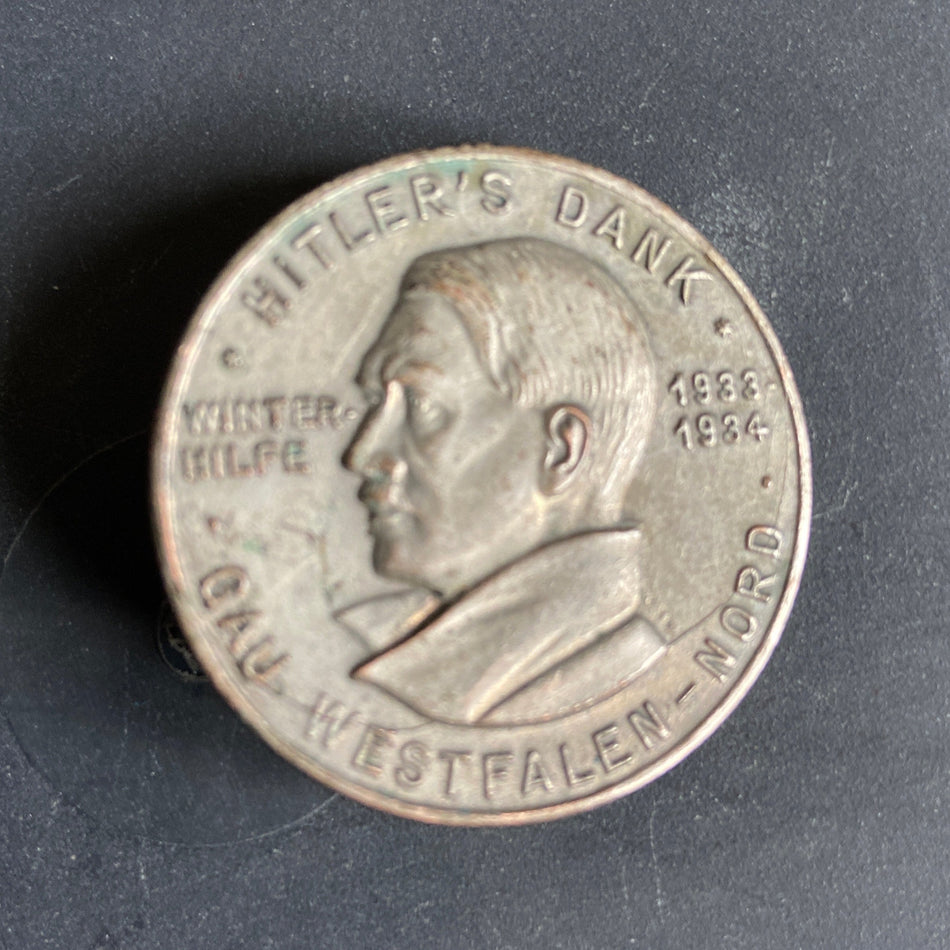 HITLER'S DANK
WINTER-
HILFE
1933-
1934
GAU WESTFALEN-NORD